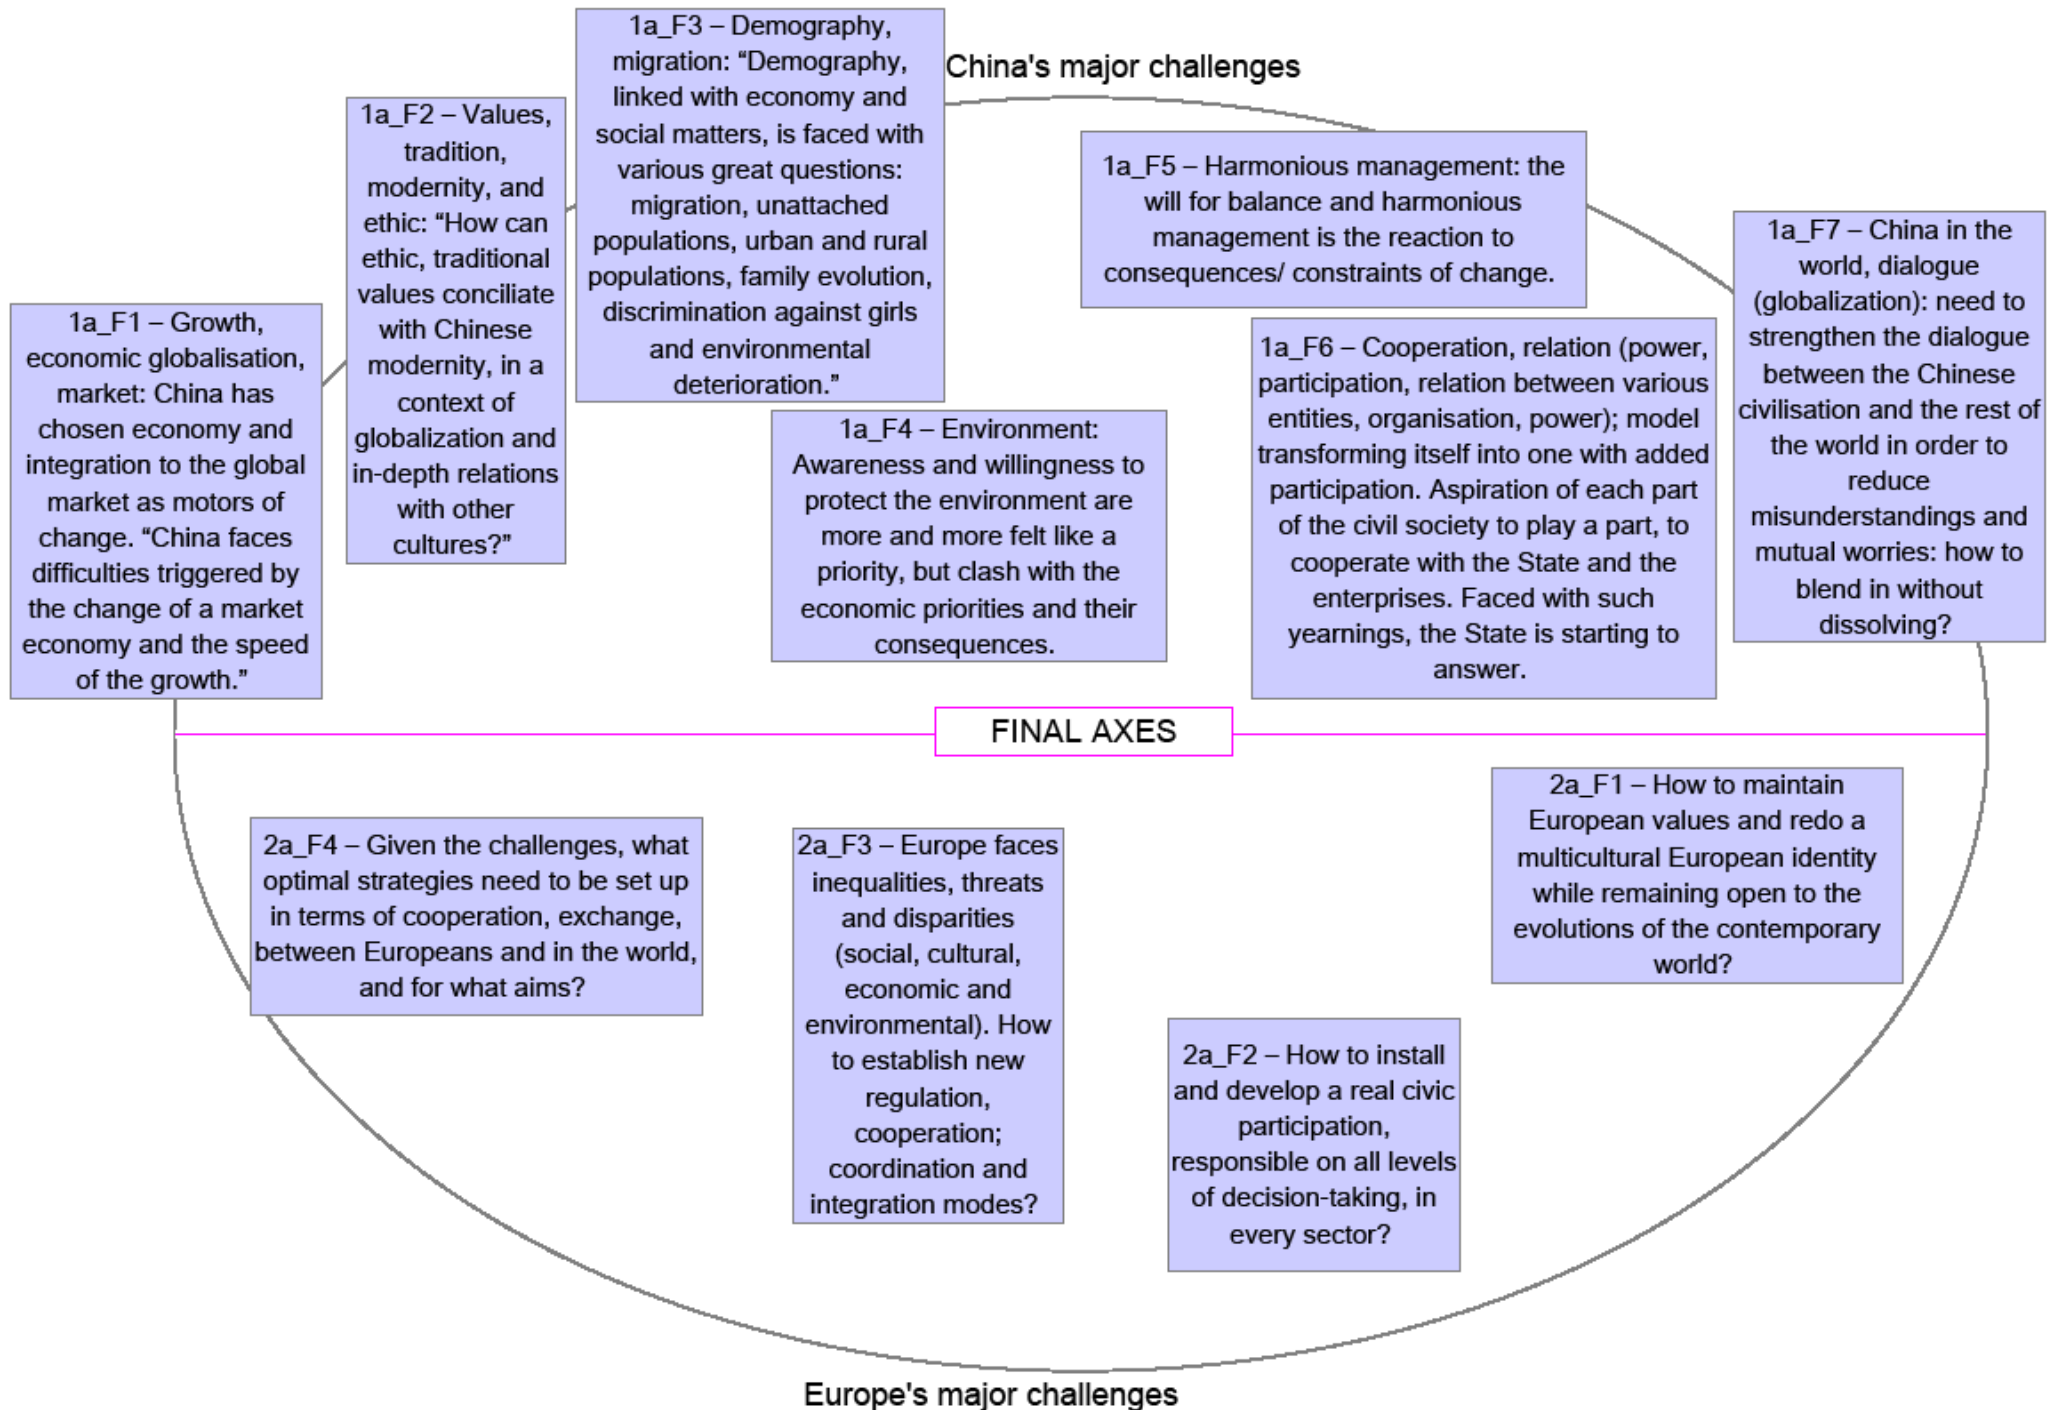 China's major challenges
1a_F1 – Growth,
economic globalisation,
market: China has
chosen economy and
integration to the global
market as motors of
change. “China faces
difficulties triggered by
the change of a market
economy and the speed
of the growth.”
1a_F2 – Values,
tradition,
modernity, and
ethic: “How can
ethic, traditional
values conciliate
with Chinese
modernity, in a
context of
globalization and
in-depth relations
with other
cultures?”
1a_F3 – Demography,
migration: “Demography,
linked with economy and
social matters, is faced with
various great questions:
migration, unattached
populations, urban and rural
populations, family evolution,
discrimination against girls
and environmental
deterioration.”
1a_F4 – Environment:
Awareness and willingness to
protect the environment are
more and more felt like a
priority, but clash with the
economic priorities and their
consequences.
1a_F5 – Harmonious management: the
will for balance and harmonious
management is the reaction to
consequences/ constraints of change.
1a_F6 – Cooperation, relation (power,
participation, relation between various
entities, organisation, power); model
transforming itself into one with added
participation. Aspiration of each part
of the civil society to play a part, to
cooperate with the State and the
enterprises. Faced with such
yearnings, the State is starting to
answer.
1a_F7 – China in the
world, dialogue
(globalization): need to
strengthen the dialogue
between the Chinese
civilisation and the rest of
the world in order to
reduce
misunderstandings and
mutual worries: how to
blend in without
dissolving?
FINAL AXES
2a_F4 – Given the challenges, what
optimal strategies need to be set up
in terms of cooperation, exchange,
between Europeans and in the world,
and for what aims?
2a_F3 – Europe faces
inequalities, threats
and disparities
(social, cultural,
economic and
environmental). How
to establish new
regulation,
cooperation;
coordination and
integration modes?
2a_F2 – How to install
and develop a real civic
participation,
responsible on all levels
of decision-taking, in
every sector?
2a_F1 – How to maintain
European values and redo a
multicultural European identity
while remaining open to the
evolutions of the contemporary
world?
Europe's major challenges